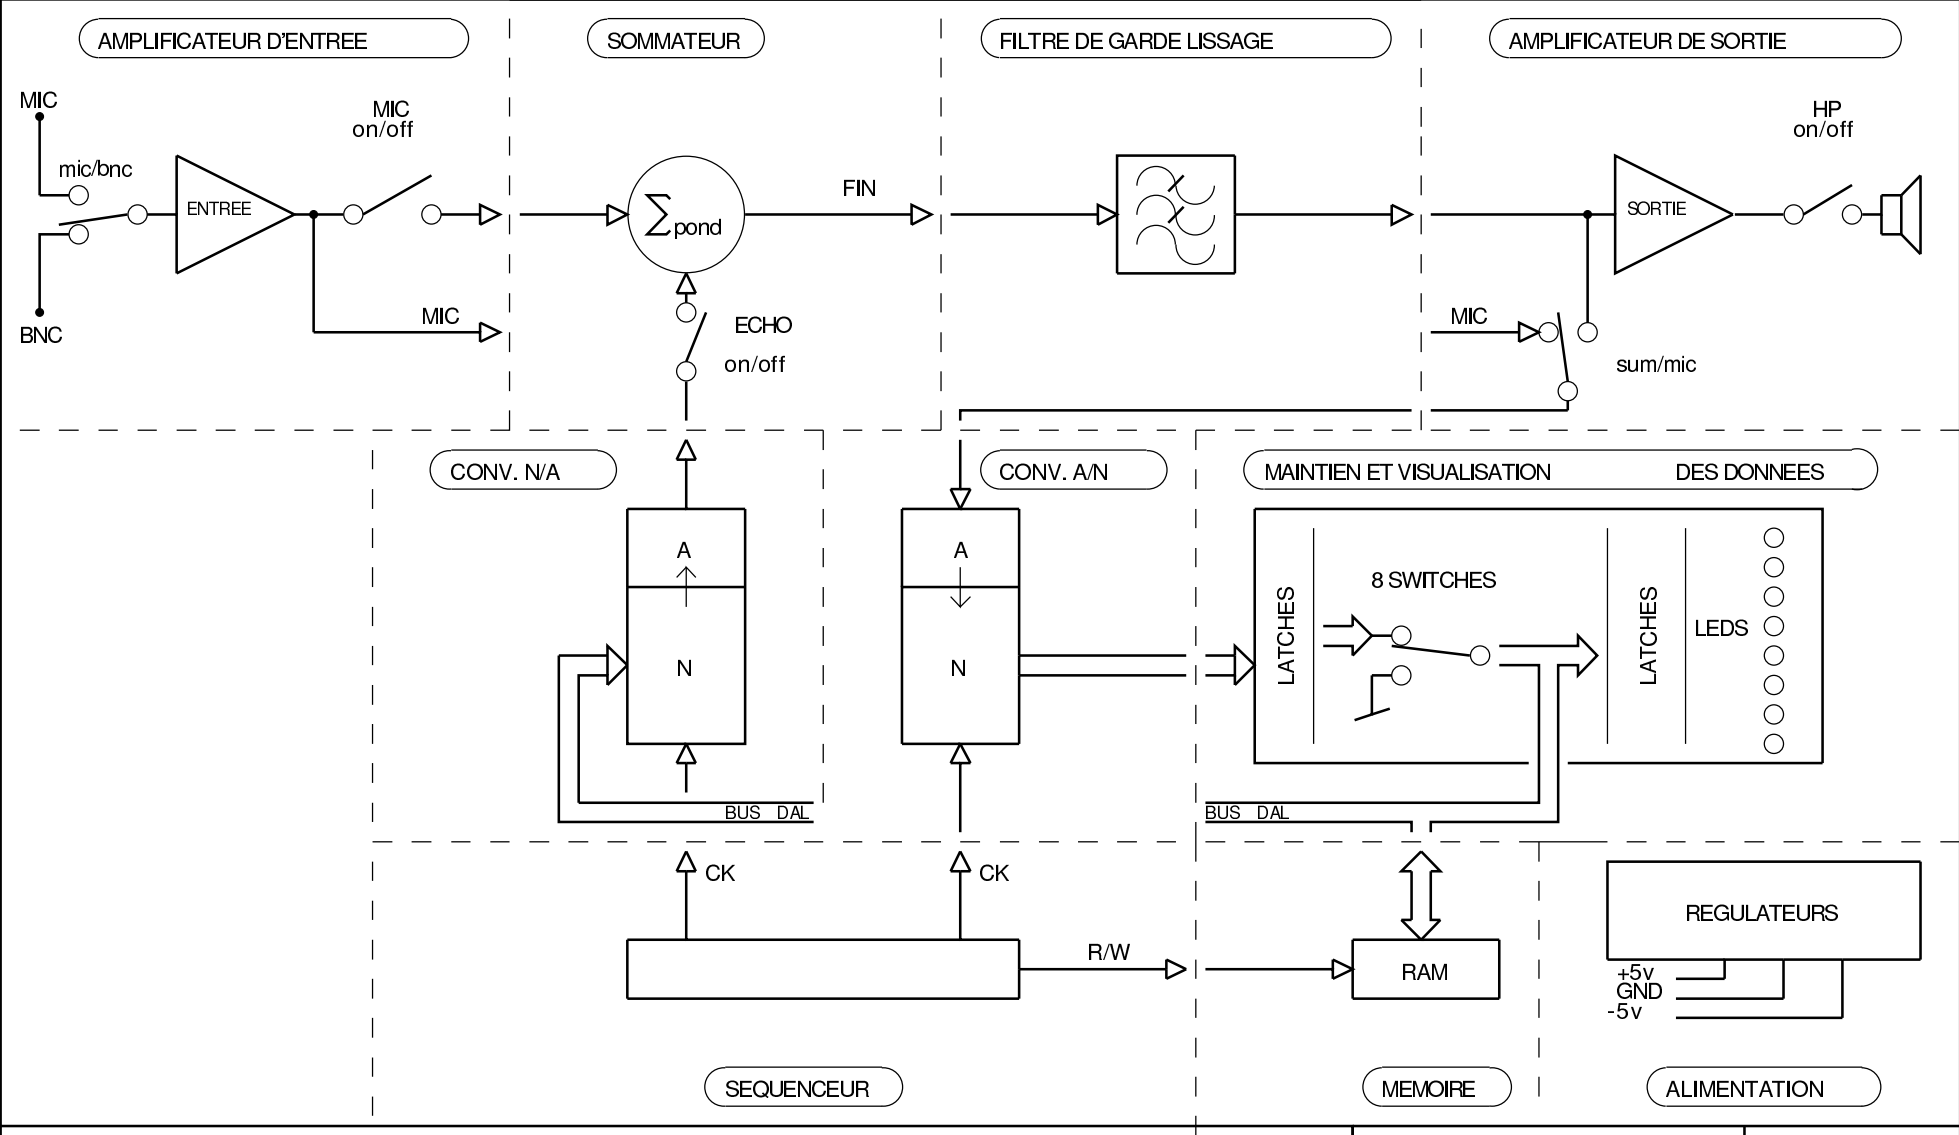 AMPLIFICATEUR D'ENTREE
SOMMATEUR
FILTRE DE GARDE LISSAGE
AMPLIFICATEUR DE SORTIE
MIC
mic/bnc
BNC
ENTREE
MIC
on/off
MIC
Σ pond
ECHO
on/off
FIN
SORTIE
HP
on/off
MIC
sum/mic
CONV. N/A
A
N
BUS DAL
CONV. A/N
A
N
MAINTIEN ET VISUALISATION DES DONNEES
LATCHES
8 SWITCHES
LATCHES
LEDS
BUS DAL
CK
CK
R/W
SEQUENCEUR
RAM
MEMOIRE
REGULATEURS
+5v
GND
-5v
ALIMENTATION